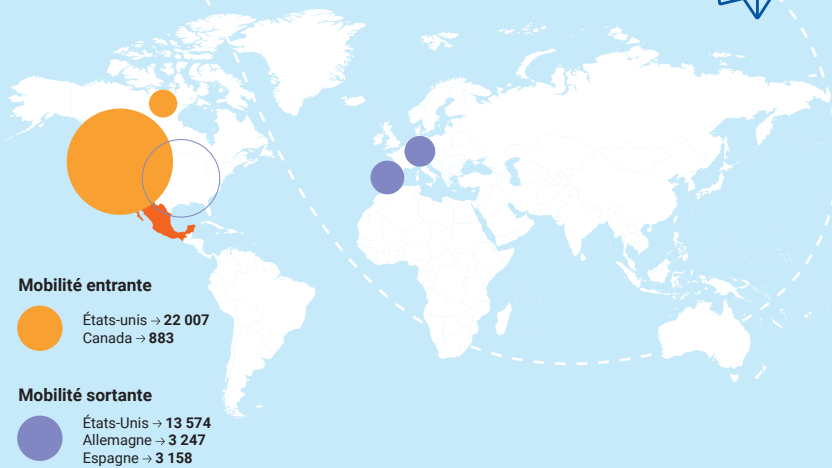 Mobilité entrante
États-unis → 22 007
Canada → 883
Mobilité sortante
États-Unis → 13 574
Allemagne → 3 247
Espagne → 3 158